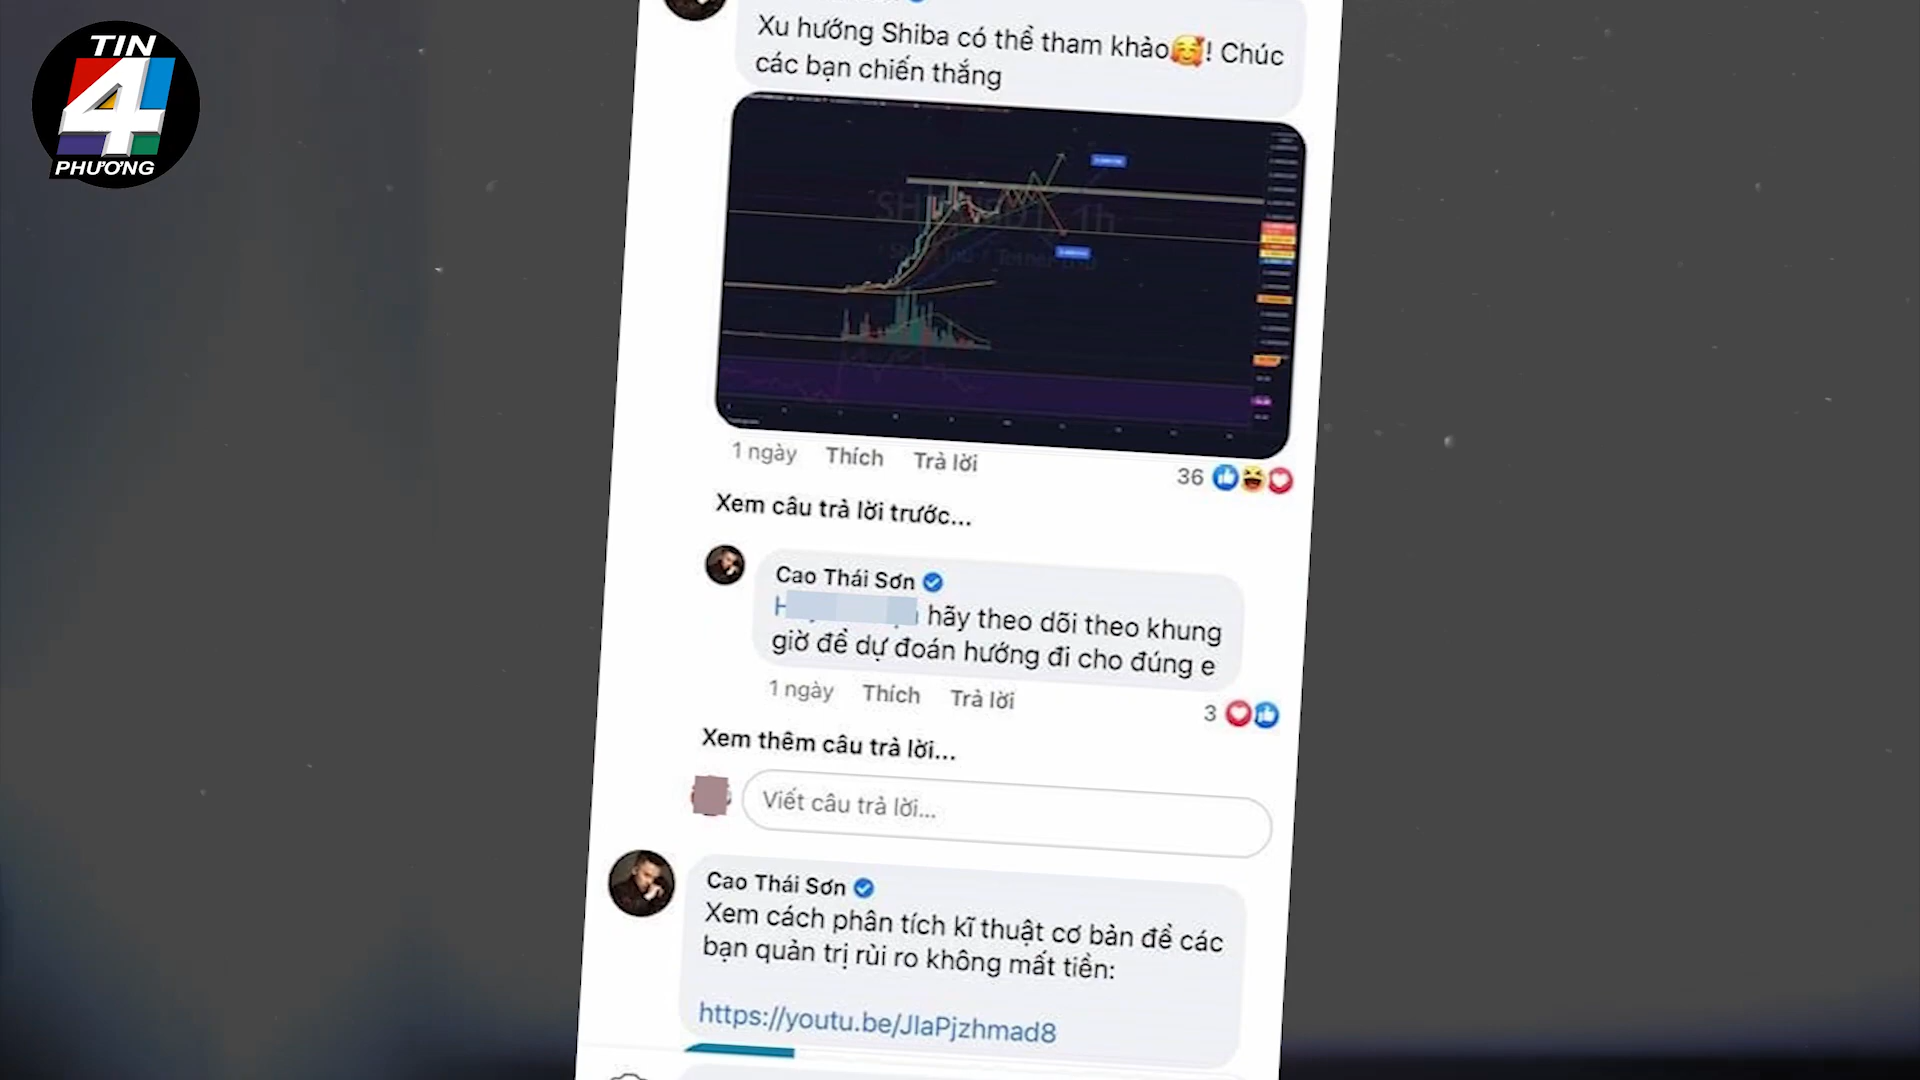 TIN
4
PHƯƠNG
Xu hướng Shiba có thể tham khảo🥰! Chúc
các bạn chiến thắng
1 ngày Thích Trả lời
36
Xem câu trả lời trước...
Cao Thái Sơn
hãy theo dõi theo khung
giờ để dự đoán hướng đi cho đúng e
1 ngày Thích Trả lời
3
Xem thêm câu trả lời...
Viết câu trả lời...
Cao Thái Sơn
Xem cách phân tích kĩ thuật cơ bản để các
bạn quản trị rủi ro không mất tiền:
https://youtu.be/JlaPjzhmad8